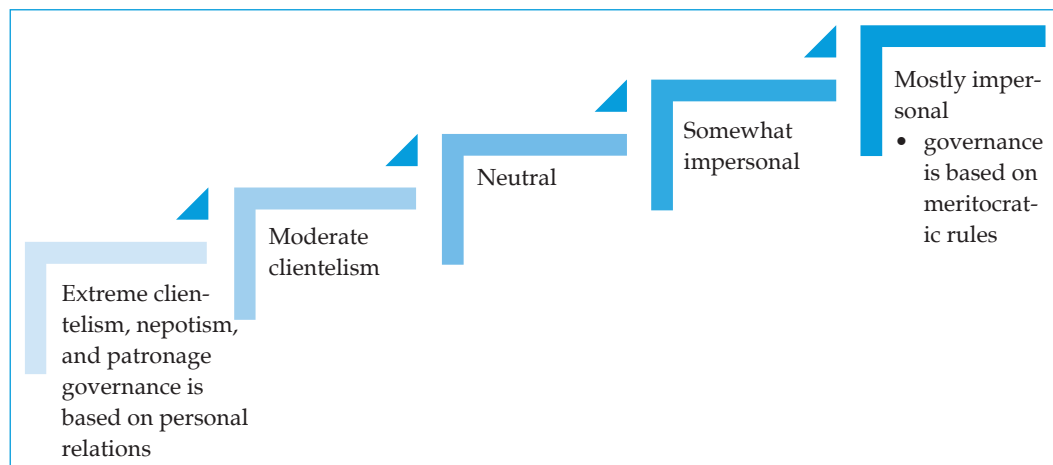 Extreme clien-
telism, nepotism,
and patronage
governance is
based on personal
relations
Moderate
clientelism
Neutral
Somewhat
impersonal
Mostly imper-
sonal
• governance
is based on
meritocrat-
ic rules